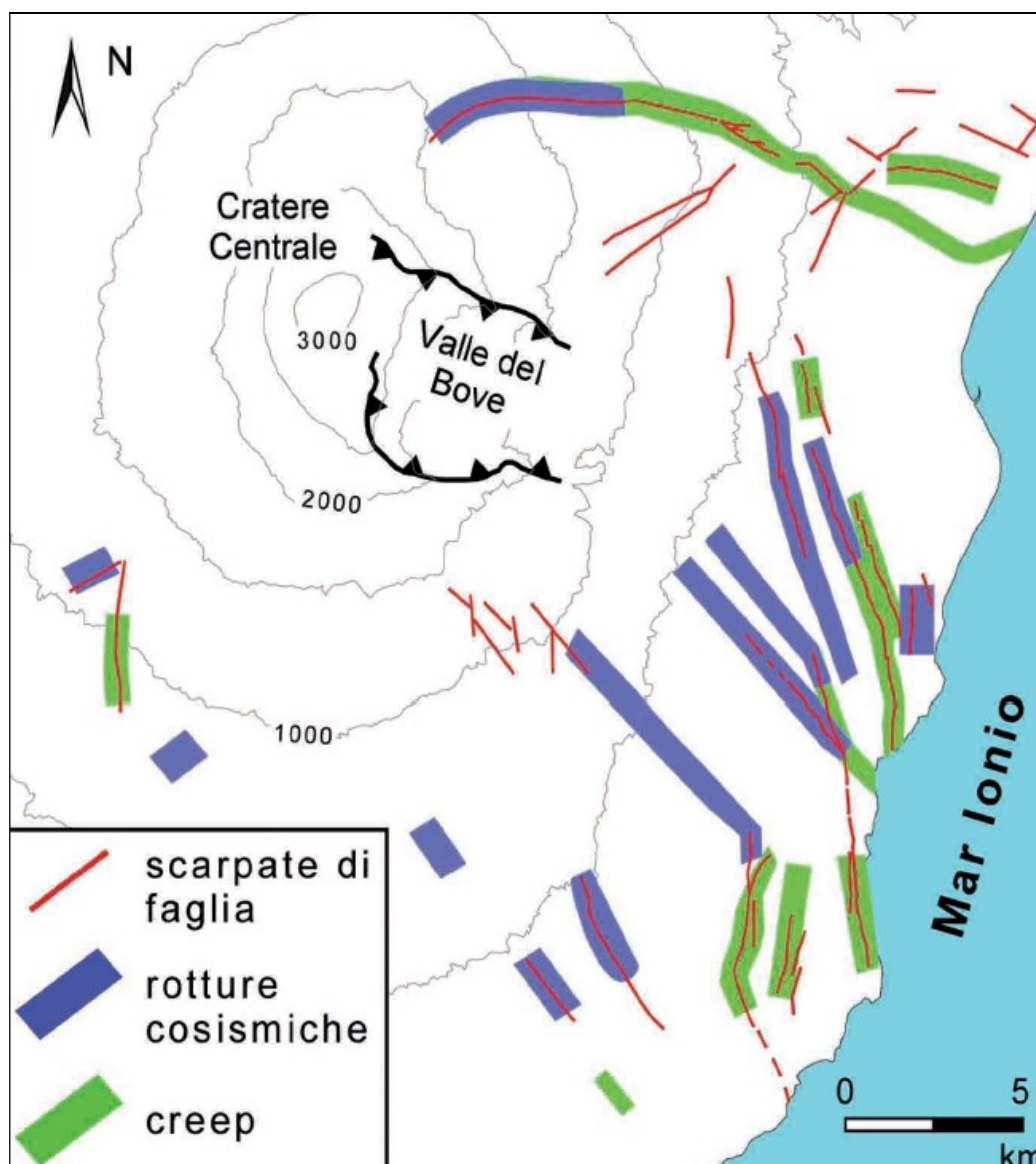 N
Cratere
Centrale
3000
Valle del
Bove
2000
1000
Mar Ionio
scarpate di
faglia
rotture
cosismiche
creep
0 5
km